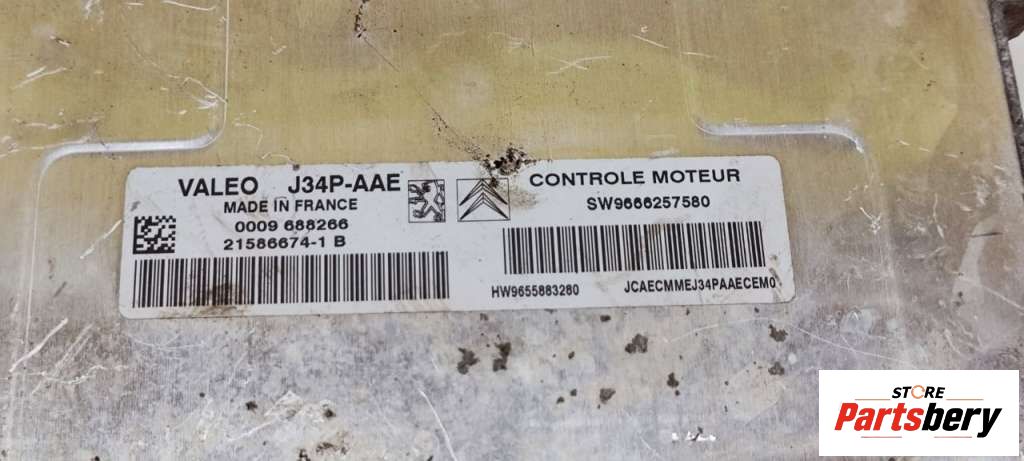 VALEO J34P-AAE
MADE IN FRANCE
0009 688266
21586674-1 B
CONTROLE MOTEUR
SW9666257580
HW9655883280 JCAECMMEJ34PAAECEM0
STORE
Partsbery